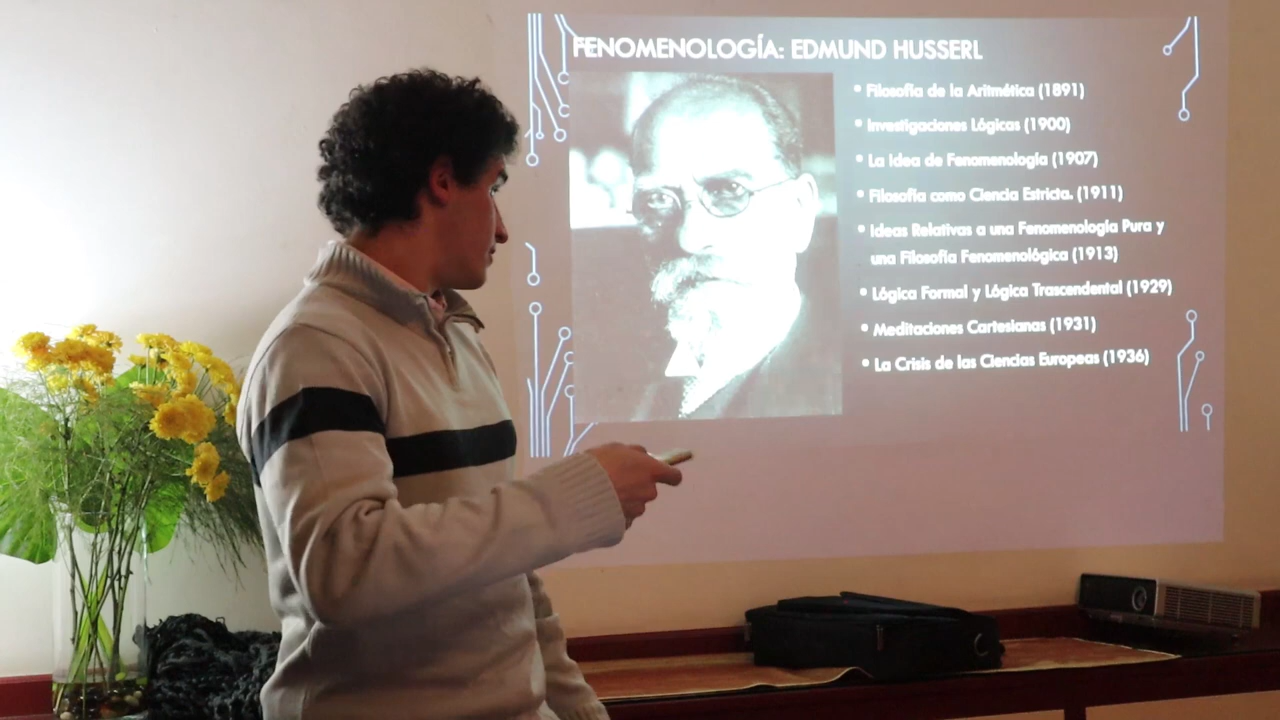 FENOMENOLOGÍA: EDMUND HUSSERL
• Filosofía de la Aritmética (1891)
• Investigaciones Lógicas (1900)
• La Idea de Fenomenología (1907)
• Filosofía como Ciencia Estricta. (1911)
• Ideas Relativas a una Fenomenología Pura y
una Filosofía Fenomenológica (1913)
• Lógica Formal y Lógica Trascendental (1929)
• Meditaciones Cartesianas (1931)
• La Crisis de las Ciencias Europeas (1936)